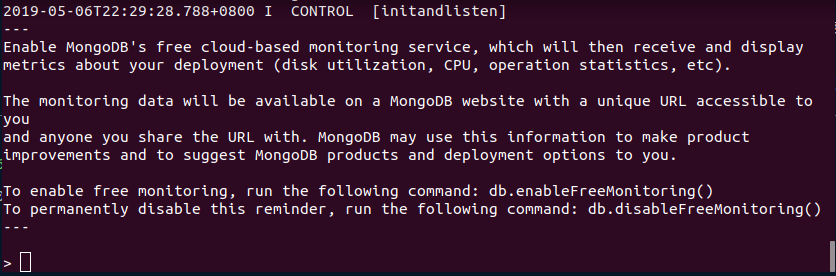 2019-05-06T22:29:28.788+0800 I  CONTROL  [initandlisten]
---
Enable MongoDB's free cloud-based monitoring service, which will then receive and display
metrics about your deployment (disk utilization, CPU, operation statistics, etc).

The monitoring data will be available on a MongoDB website with a unique URL accessible to
you
and anyone you share the URL with. MongoDB may use this information to make product
improvements and to suggest MongoDB products and deployment options to you.

To enable free monitoring, run the following command: db.enableFreeMonitoring()
To permanently disable this reminder, run the following command: db.disableFreeMonitoring()
---

>